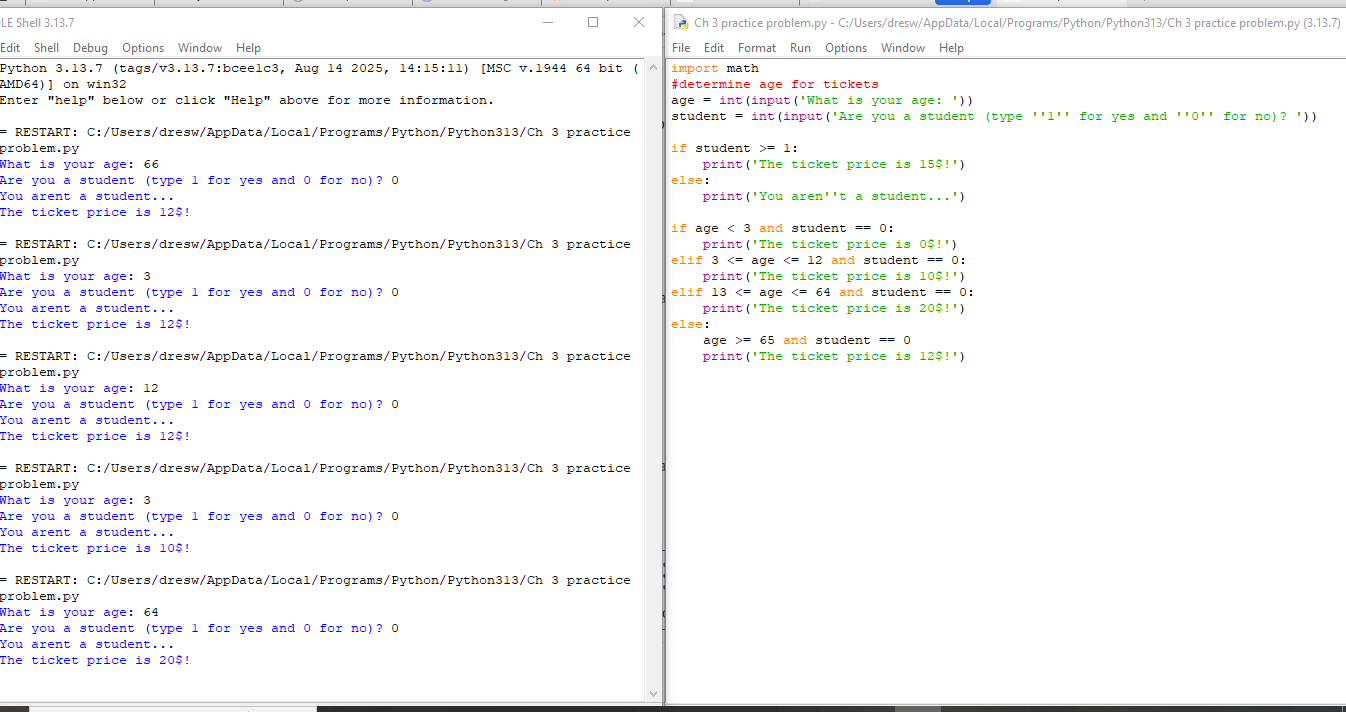 LE Shell 3.13.7
Edit Shell Debug Options Window Help
Python 3.13.7 (tags/v3.13.7:bcee1c3, Aug 14 2025, 14:15:11) [MSC v.1944 64 bit (
AMD64)] on win32
Enter "help" below or click "Help" above for more information.
= RESTART: C:/Users/dresw/AppData/Local/Programs/Python/Python313/Ch 3 practice
problem.py
What is your age: 66
Are you a student (type 1 for yes and 0 for no)? 0
You arent a student...
The ticket price is 12$!
= RESTART: C:/Users/dresw/AppData/Local/Programs/Python/Python313/Ch 3 practice
problem.py
What is your age: 3
Are you a student (type 1 for yes and 0 for no)? 0
You arent a student...
The ticket price is 12$!
= RESTART: C:/Users/dresw/AppData/Local/Programs/Python/Python313/Ch 3 practice
problem.py
What is your age: 12
Are you a student (type 1 for yes and 0 for no)? 0
You arent a student...
The ticket price is 12$!
= RESTART: C:/Users/dresw/AppData/Local/Programs/Python/Python313/Ch 3 practice
problem.py
What is your age: 3
Are you a student (type 1 for yes and 0 for no)? 0
You arent a student...
The ticket price is 10$!
= RESTART: C:/Users/dresw/AppData/Local/Programs/Python/Python313/Ch 3 practice
problem.py
What is your age: 64
Are you a student (type 1 for yes and 0 for no)? 0
You arent a student...
The ticket price is 20$!
Ch 3 practice problem.py - C:/Users/dresw/AppData/Local/Programs/Python/Python313/Ch 3 practice problem.py (3.13.7)
File Edit Format Run Options Window Help
import math
#determine age for tickets
age = int(input('What is your age: '))
student = int(input('Are you a student (type ''1'' for yes and ''0'' for no)? '))
if student >= 1:
    print('The ticket price is 15$!')
else:
    print('You aren''t a student...')
if age < 3 and student == 0:
    print('The ticket price is 0$!')
elif 3 <= age <= 12 and student == 0:
    print('The ticket price is 10$!')
elif 13 <= age <= 64 and student == 0:
    print('The ticket price is 20$!')
else:
    age >= 65 and student == 0
    print('The ticket price is 12$!')